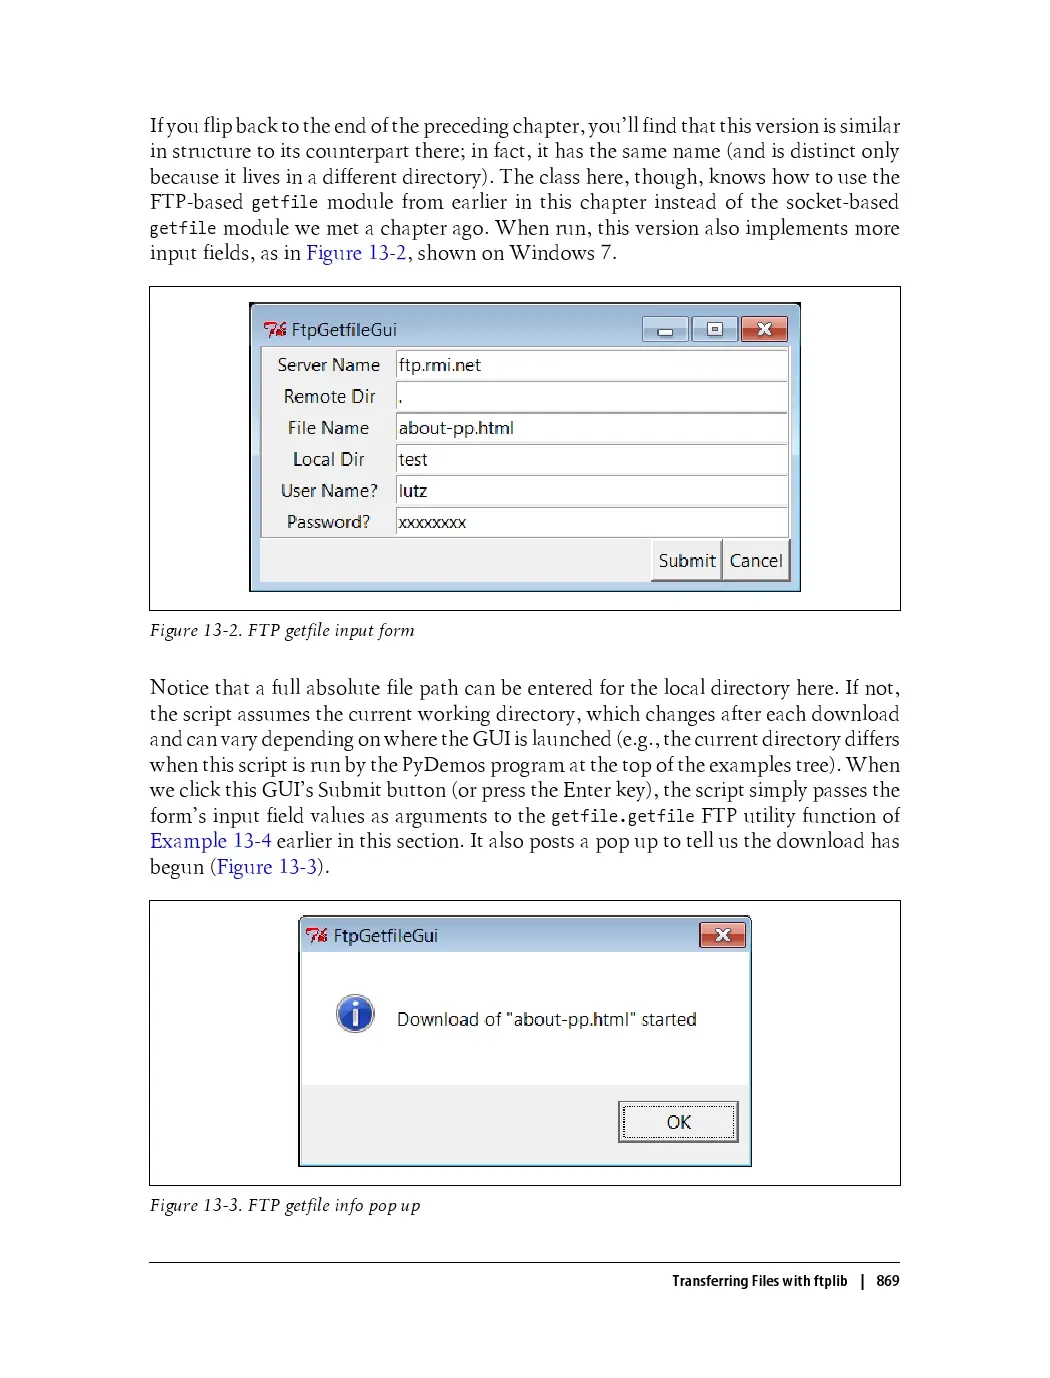 If you flip back to the end of the preceding chapter, you’ll find that this version is similar
in structure to its counterpart there; in fact, it has the same name (and is distinct only
because it lives in a different directory). The class here, though, knows how to use the
FTP-based getfile module from earlier in this chapter instead of the socket-based
getfile module we met a chapter ago. When run, this version also implements more
input fields, as in Figure 13-2, shown on Windows 7.
FtpGetfileGui
Server Name ftp.rmi.net
Remote Dir .
File Name about-pp.html
Local Dir test
User Name? lutz
Password? xxxxxxxx
Submit Cancel
Figure 13-2. FTP getfile input form
Notice that a full absolute file path can be entered for the local directory here. If not,
the script assumes the current working directory, which changes after each download
and can vary depending on where the GUI is launched (e.g., the current directory differs
when this script is run by the PyDemos program at the top of the examples tree). When
we click this GUI’s Submit button (or press the Enter key), the script simply passes the
form’s input field values as arguments to the getfile.getfile FTP utility function of
Example 13-4 earlier in this section. It also posts a pop up to tell us the download has
begun (Figure 13-3).
FtpGetfileGui
Download of "about-pp.html" started
OK
Figure 13-3. FTP getfile info pop up
Transferring Files with ftplib | 869